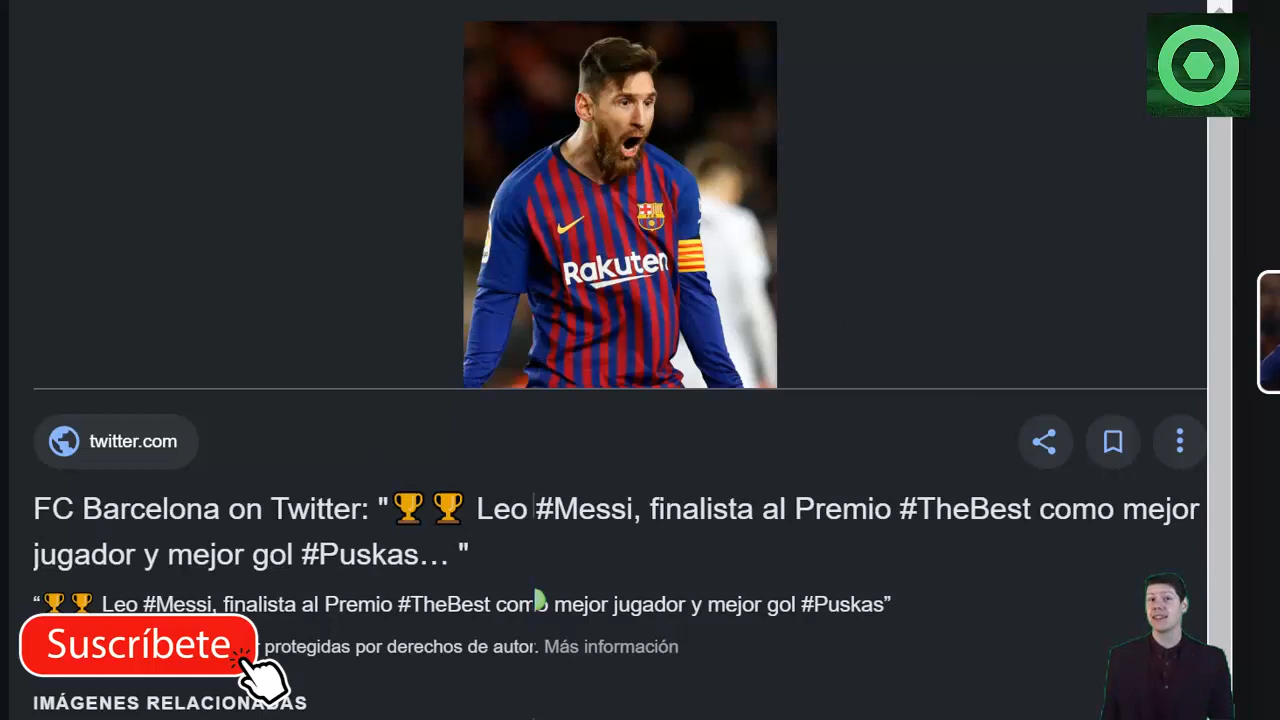 Rakuten
twitter.com
FC Barcelona on Twitter: "🏆🏆 Leo #Messi, finalista al Premio #TheBest como mejor
jugador y mejor gol #Puskas… "
“🏆🏆 Leo #Messi, finalista al Premio #TheBest como mejor jugador y mejor gol #Puskas”
Suscríbete
protegidas por derechos de autor. Más información
IMÁGENES RELACIONADAS